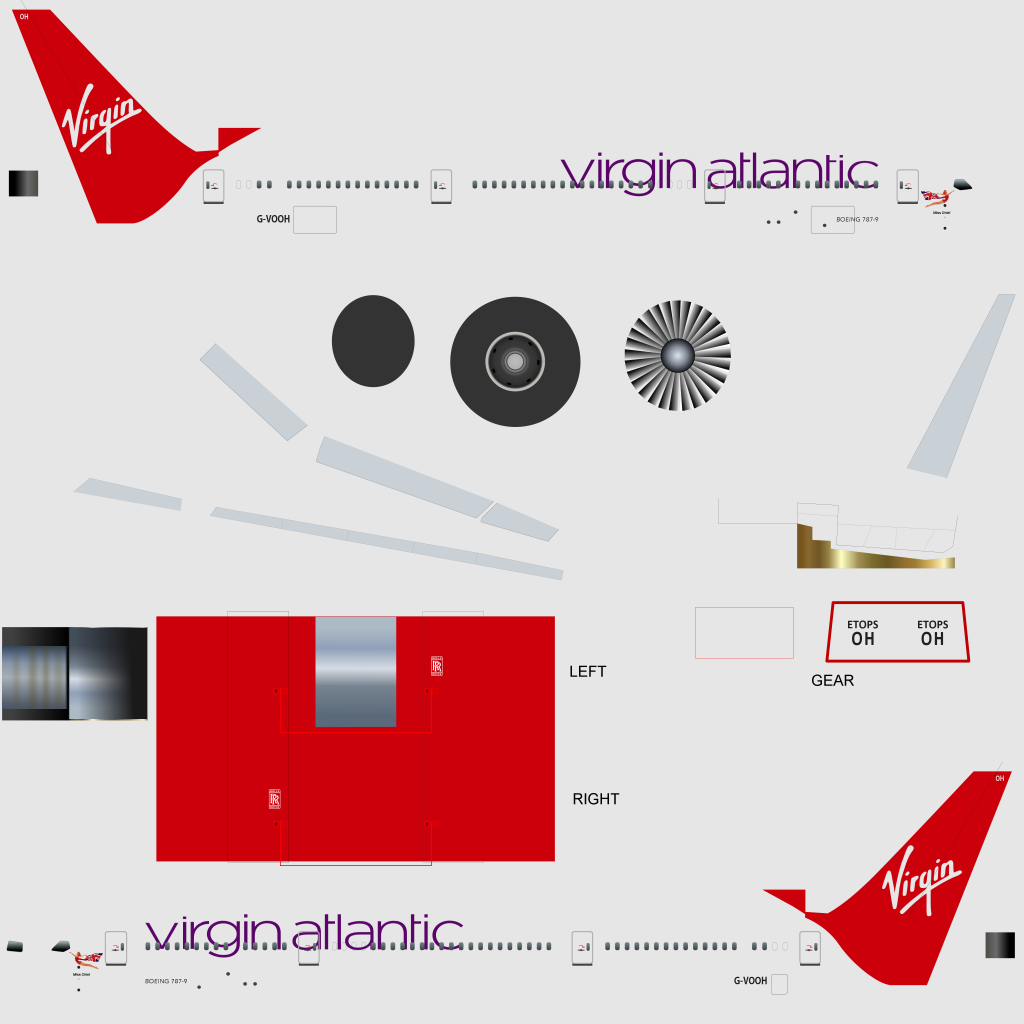 OH
Virgin
virgin atlantic
G-VOOH
BOEING 787-9
ETOPS ETOPS
OH OH
GEAR
LEFT
RIGHT
OH
Virgin
virgin atlantic
BOEING 787-9
G-VOOH